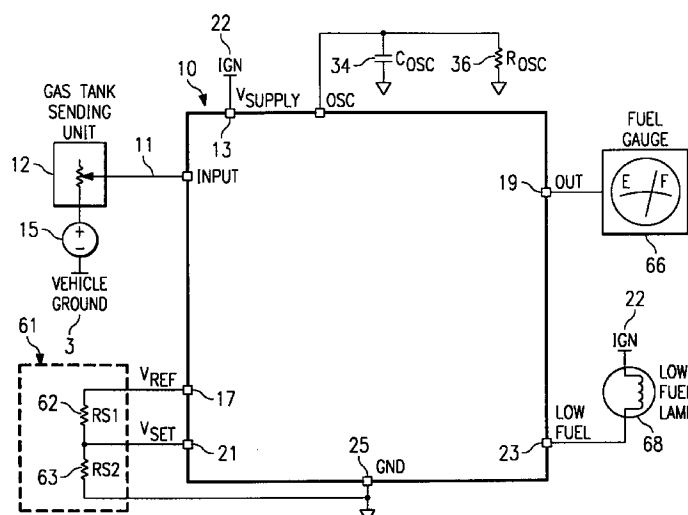 22
IGN
10
VSUPPLY
OSC
34
COSC
36
ROSC
GAS TANK
SENDING
UNIT
12
11
13
INPUT
15
VEHICLE
GROUND
3
FUEL
GAUGE
19
OUT
E F
66
61
62
RS1
VREF
17
63
RS2
VSET
21
25
GND
22
IGN
LOW
FUEL
LAMP
68
LOW
FUEL
23